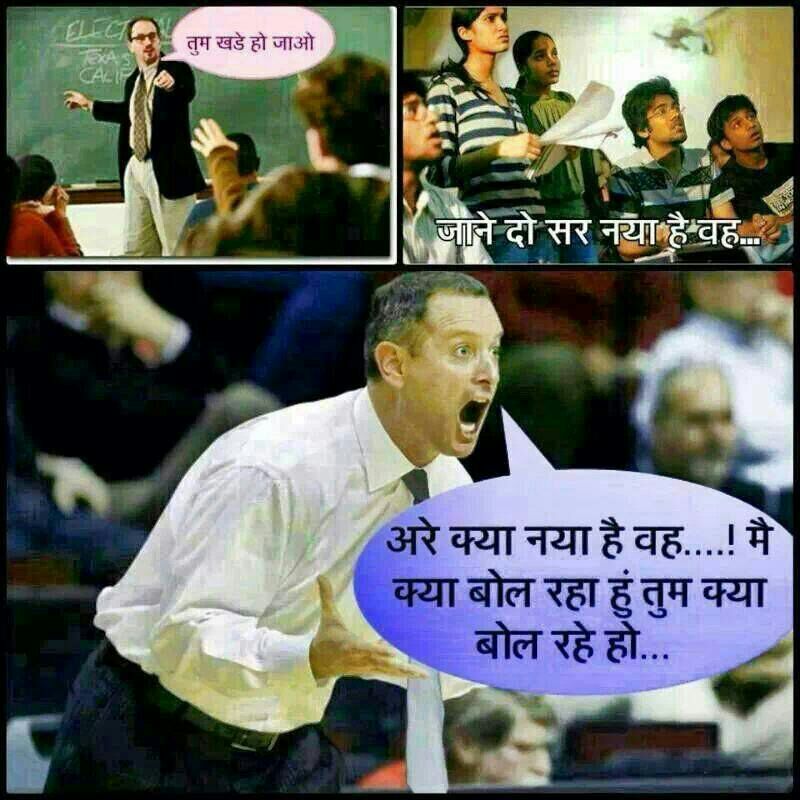 ELECT
TEXAS
CALIF
तुम खडे हो जाओ
जाने दो सर नया है वह...
अरे क्या नया है वह....! मै
क्या बोल रहा हुं तुम क्या
बोल रहे हो...